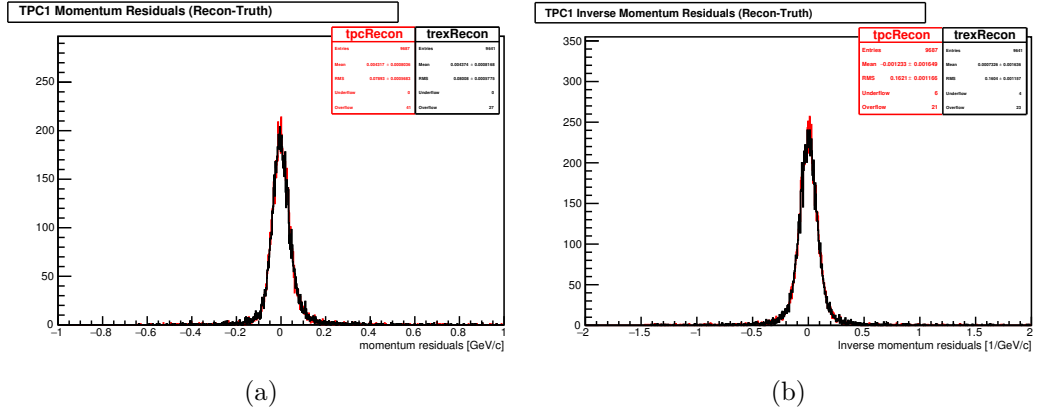 TPC1 Momentum Residuals (Recon-Truth)
tpcRecon trexRecon
Entries 9687 Entries 9641
Mean Mean
RMS RMS
Underflow 0 Underflow 0
Overflow 41 Overflow 37
250
200
150
100
50
0
−1 −0.8 −0.6 −0.4 −0.2 0 0.2 0.4 0.6 0.8 1
momentum residuals [GeV/c]
(a)
TPC1 Inverse Momentum Residuals (Recon-Truth)
tpcRecon trexRecon
Entries 9687 Entries 9641
Mean -0.001233 ± 0.001649 Mean
RMS 0.1621 ± 0.001166 RMS
Underflow 6 Underflow 4
Overflow 21 Overflow 23
350
300
250
200
150
100
50
0
−2 −1.5 −1 −0.5 0 0.5 1 1.5 2
Inverse momentum residuals [1/GeV/c]
(b)